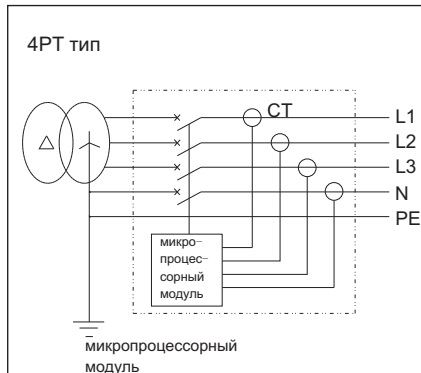 4PT тип
CT
L1
L2
L3
N
PE
микро-
процес-
сорный
модуль
микропроцессорный
модуль